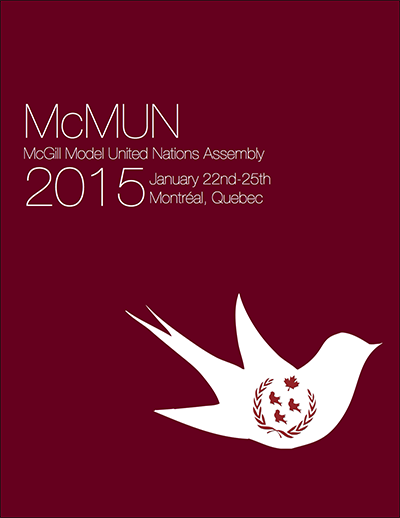 McMUN
McGill Model United Nations Assembly
2015 January 22nd-25th
Montréal, Quebec